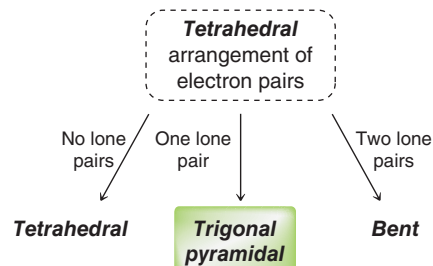 Tetrahedral
arrangement of
electron pairs
No lone
pairs
One lone
pair
Two lone
pairs
Tetrahedral
Trigonal
pyramidal
Bent